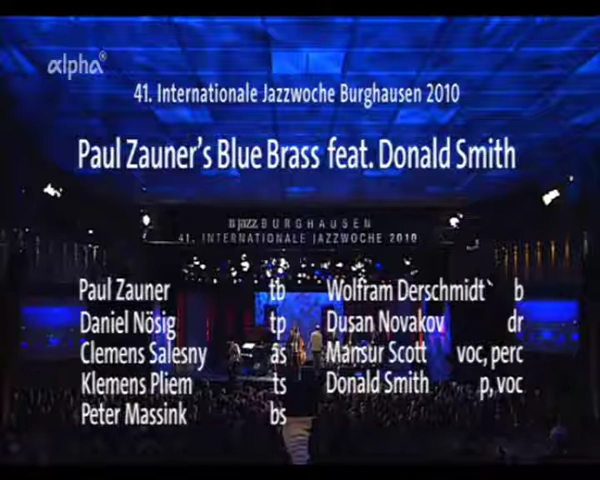 alpha
41. Internationale Jazzwoche Burghausen 2010
Paul Zauner's Blue Brass feat. Donald Smith
jazz BURGHAUSEN
41. INTERNATIONALE JAZZWOCHE 2010
Paul Zauner tb
Daniel Nösig tp
Clemens Salesny as
Klemens Pliem ts
Peter Massink bs
Wolfram Derschmidt` b
Dusan Novakov dr
Mansur Scott voc, perc
Donald Smith p, voc